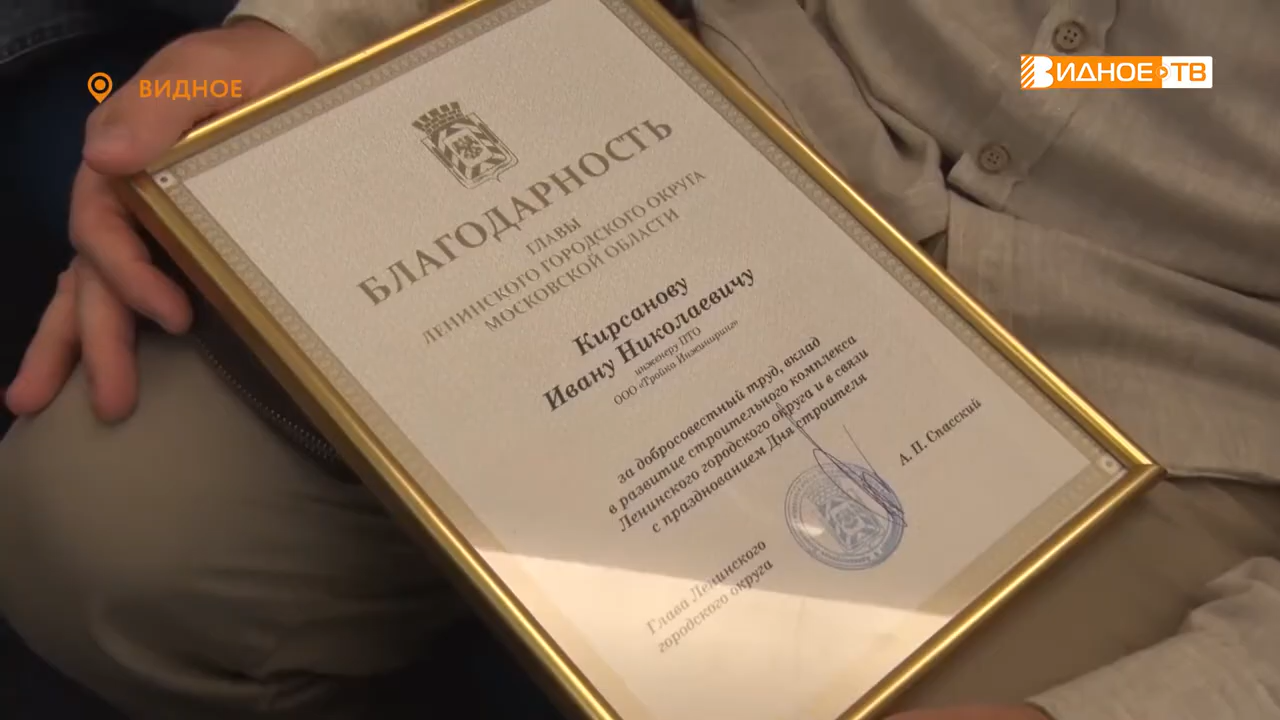 ВИДНОЕ
ВИДНОЕ ТВ
БЛАГОДАРНОСТЬ
ГЛАВЫ
ЛЕНИНСКОГО ГОРОДСКОГО ОКРУГА
МОСКОВСКОЙ ОБЛАСТИ
Кирсанову
Ивану Николаевичу
инженеру ПТО
ООО «Тройка Инжиниринг»
за добросовестный труд, вклад
в развитие строительного комплекса
Ленинского городского округа и в связи
с празднованием Дня строителя
Глава Ленинского
городского округа
А. П. Спасский